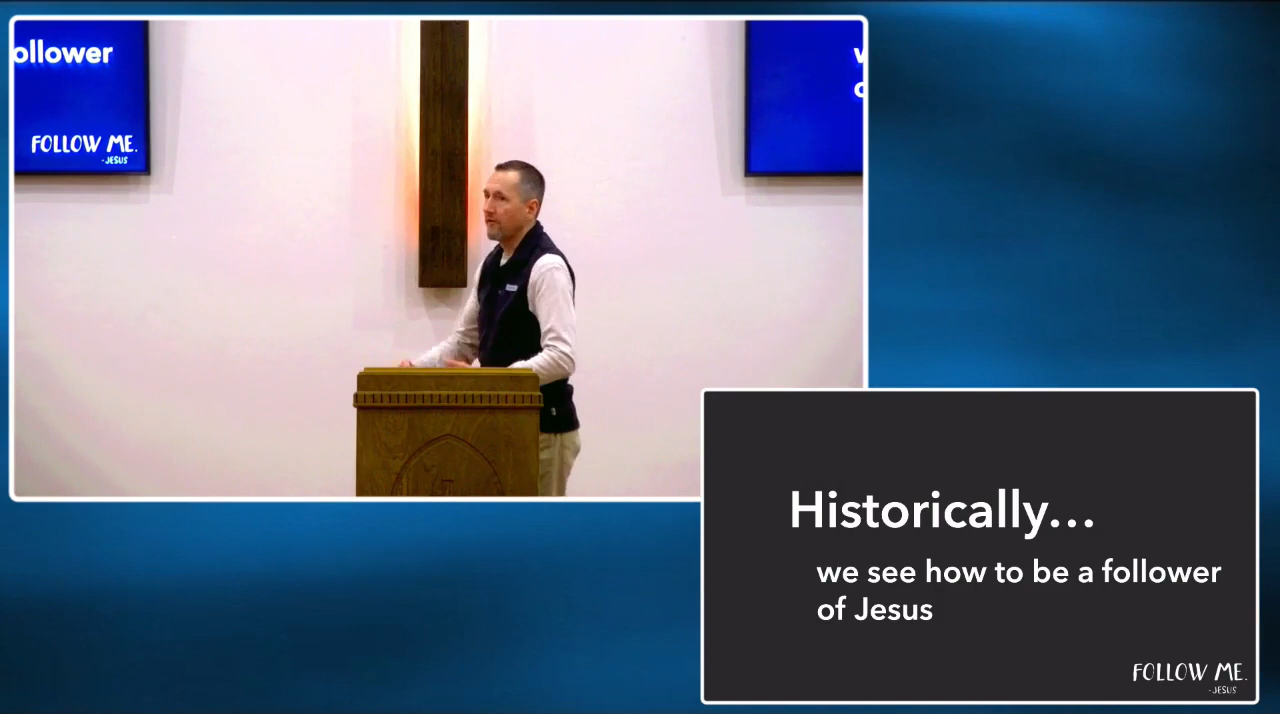 ollower
FOLLOW ME.
-JESUS
Historically...
we see how to be a follower
of Jesus
FOLLOW ME.
-JESUS